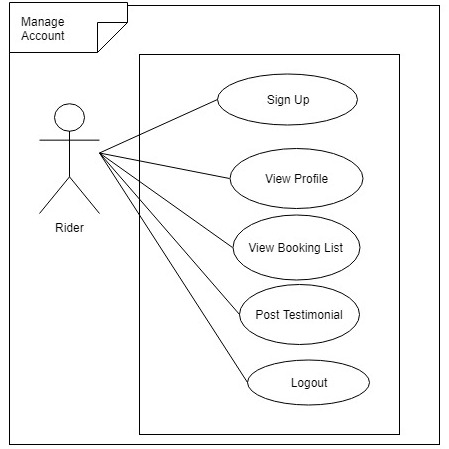 Manage
Account
Sign Up
View Profile
Rider
View Booking List
Post Testimonial
Logout